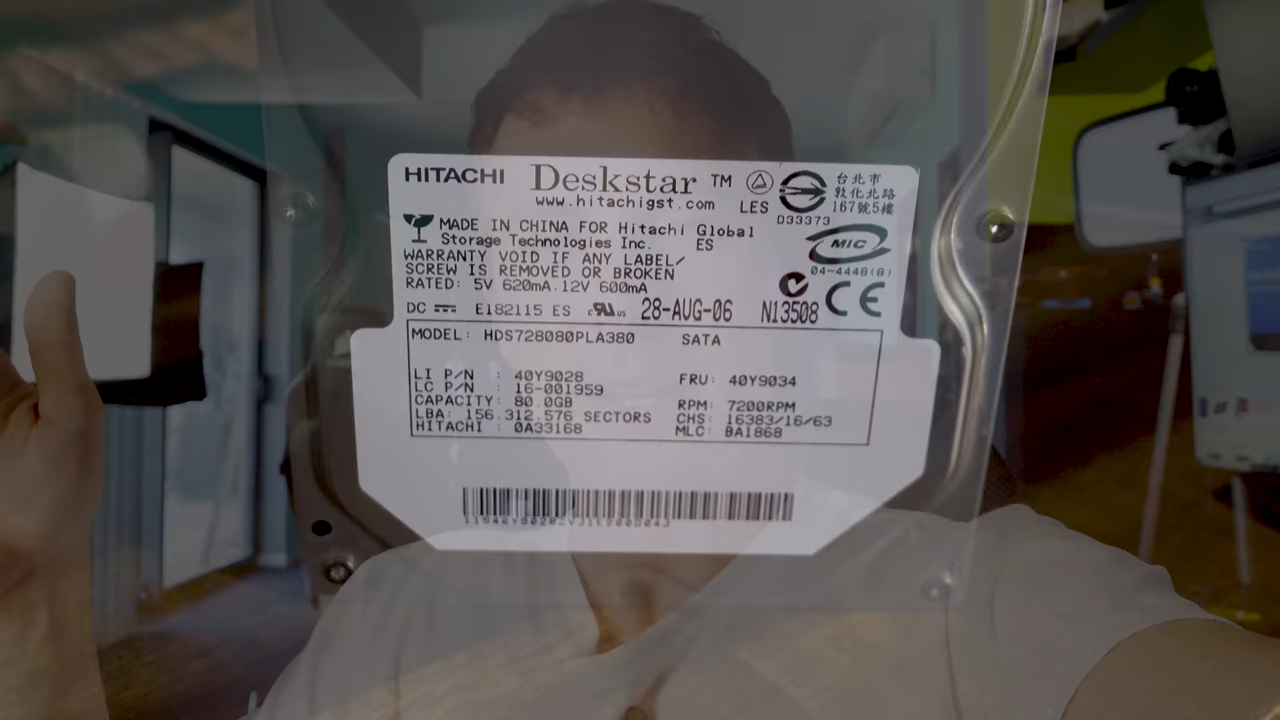 HITACHI Deskstar TM
www.hitachigst.com LES
D33373
台北市
敦化北路
167號5樓
MADE IN CHINA FOR Hitachi Global
Storage Technologies Inc. ES
WARRANTY VOID IF ANY LABEL/
SCREW IS REMOVED OR BROKEN
RATED: 5V 620mA.12V 600mA
MIC
04-444B(B)
DC E182115 ES c RU us 28-AUG-06 N13508 CE
MODEL: HDS728080PLA380 SATA
LI P/N : 40Y9028 FRU: 40Y9034
LC P/N : 16-001959
CAPACITY: 80.0GB RPM: 7200RPM
LBA: 156.312.576 SECTORS CHS: 16383/16/63
HITACHI : 0A33168 MLC: BA1868